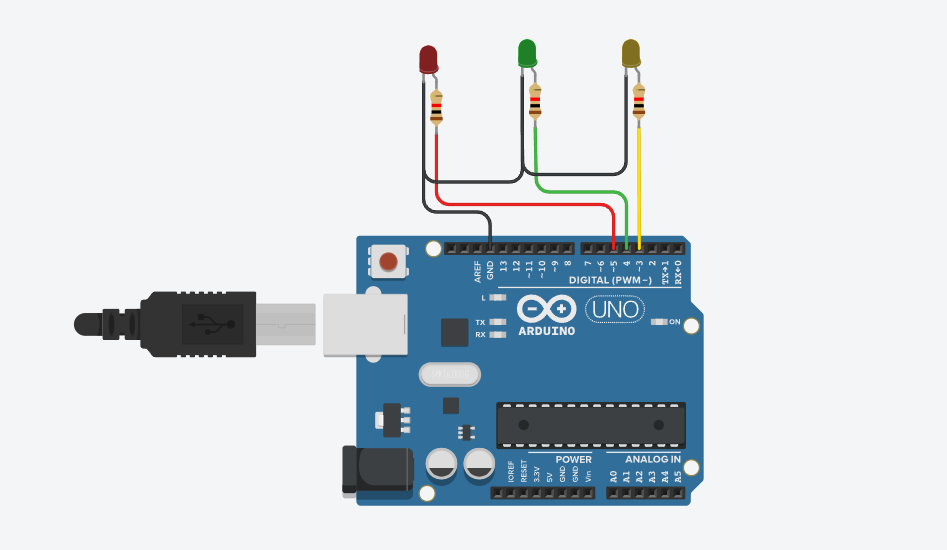 AREF
GND
13
12
~11
~10
~9
8
7
~6
~5
4
~3
2
TX→1
RX←0
DIGITAL (PWM~)
L
TX
RX
ARDUINO
UNO
ON
POWER
ANALOG IN
IOREF
RESET
3.3V
5V
GND
GND
Vin
A0
A1
A2
A3
A4
A5